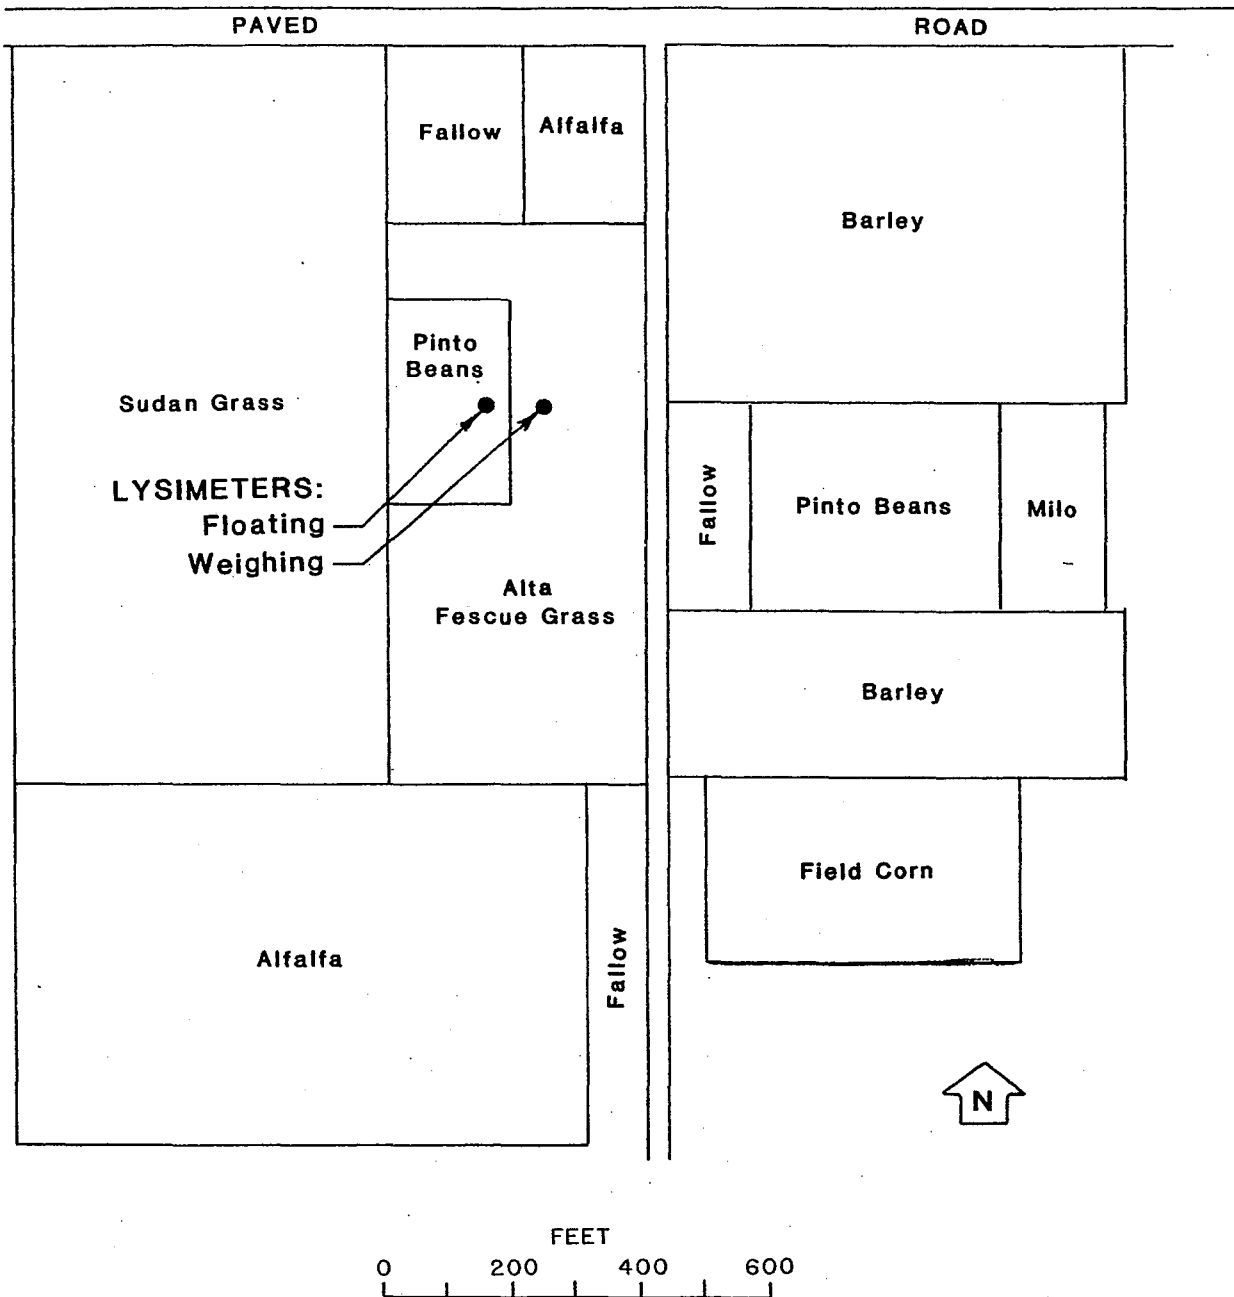 PAVED ROAD
Fallow
Alfalfa
Barley
Pinto
Beans
Sudan Grass
LYSIMETERS:
Floating
Weighing
Fallow
Pinto Beans
Milo
Alta
Fescue Grass
Barley
Field Corn
Alfalfa
Fallow
N
FEET
0 200 400 600